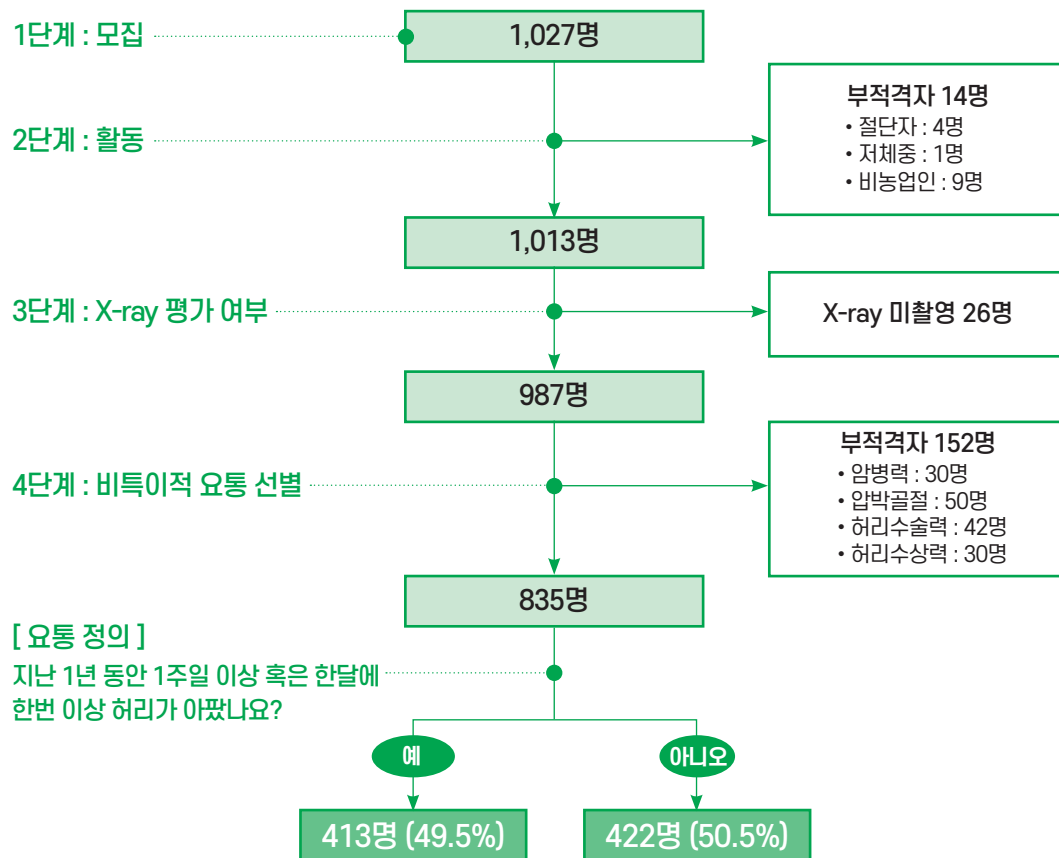 1단계 : 모집
1,027명
부적격자 14명
• 절단자 : 4명
• 저체중 : 1명
• 비농업인 : 9명
2단계 : 활동
1,013명
3단계 : X-ray 평가 여부
X-ray 미촬영 26명
987명
부적격자 152명
• 암병력 : 30명
• 압박골절 : 50명
• 허리수술력 : 42명
• 허리수상력 : 30명
4단계 : 비특이적 요통 선별
835명
[ 요통 정의 ]
지난 1년 동안 1주일 이상 혹은 한달에
한번 이상 허리가 아팠나요?
예
아니오
413명 (49.5%)
422명 (50.5%)